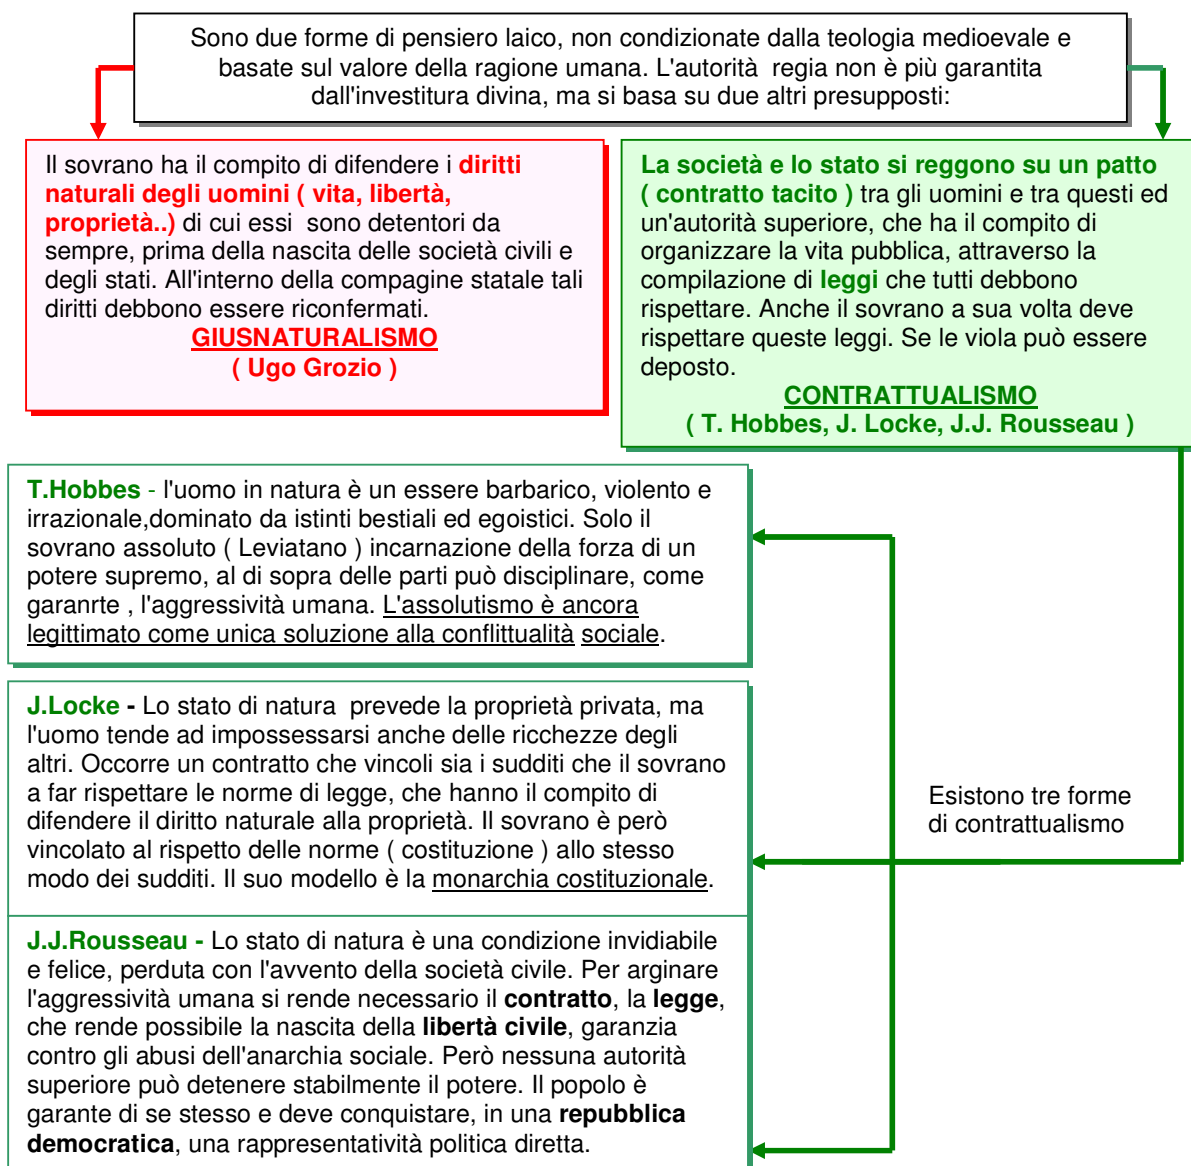 Sono due forme di pensiero laico, non condizionate dalla teologia medioevale e
basate sul valore della ragione umana. L'autorità  regia non è più garantita
dall'investitura divina, ma si basa su due altri presupposti:
Il sovrano ha il compito di difendere i diritti
naturali degli uomini ( vita, libertà,
proprietà..) di cui essi  sono detentori da
sempre, prima della nascita delle società civili e
degli stati. All'interno della compagine statale tali
diritti debbono essere riconfermati.
GIUSNATURALISMO
( Ugo Grozio )
La società e lo stato si reggono su un patto
( contratto tacito ) tra gli uomini e tra questi ed
un'autorità superiore, che ha il compito di
organizzare la vita pubblica, attraverso la
compilazione di leggi che tutti debbono
rispettare. Anche il sovrano a sua volta deve
rispettare queste leggi. Se le viola può essere
deposto.
CONTRATTUALISMO
( T. Hobbes, J. Locke, J.J. Rousseau )
T.Hobbes - l'uomo in natura è un essere barbarico, violento e
irrazionale,dominato da istinti bestiali ed egoistici. Solo il
sovrano assoluto ( Leviatano ) incarnazione della forza di un
potere supremo, al di sopra delle parti può disciplinare, come
garanrte , l'aggressività umana. L'assolutismo è ancora
legittimato come unica soluzione alla conflittualità sociale.
J.Locke - Lo stato di natura  prevede la proprietà privata, ma
l'uomo tende ad impossessarsi anche delle ricchezze degli
altri. Occorre un contratto che vincoli sia i sudditi che il sovrano
a far rispettare le norme di legge, che hanno il compito di
difendere il diritto naturale alla proprietà. Il sovrano è però
vincolato al rispetto delle norme ( costituzione ) allo stesso
modo dei sudditi. Il suo modello è la monarchia costituzionale.
Esistono tre forme
di contrattualismo
J.J.Rousseau - Lo stato di natura è una condizione invidiabile
e felice, perduta con l'avvento della società civile. Per arginare
l'aggressività umana si rende necessario il contratto, la legge,
che rende possibile la nascita della libertà civile, garanzia
contro gli abusi dell'anarchia sociale. Però nessuna autorità
superiore può detenere stabilmente il potere. Il popolo è
garante di se stesso e deve conquistare, in una repubblica
democratica, una rappresentatività politica diretta.